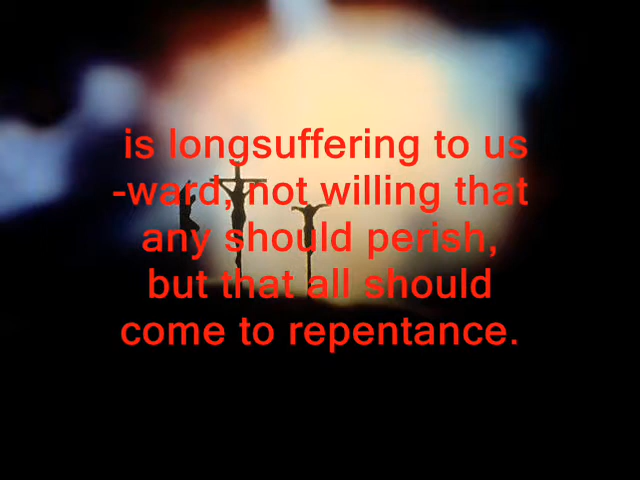 is longsuffering to us
-ward, not willing that
any should perish,
but that all should
come to repentance.